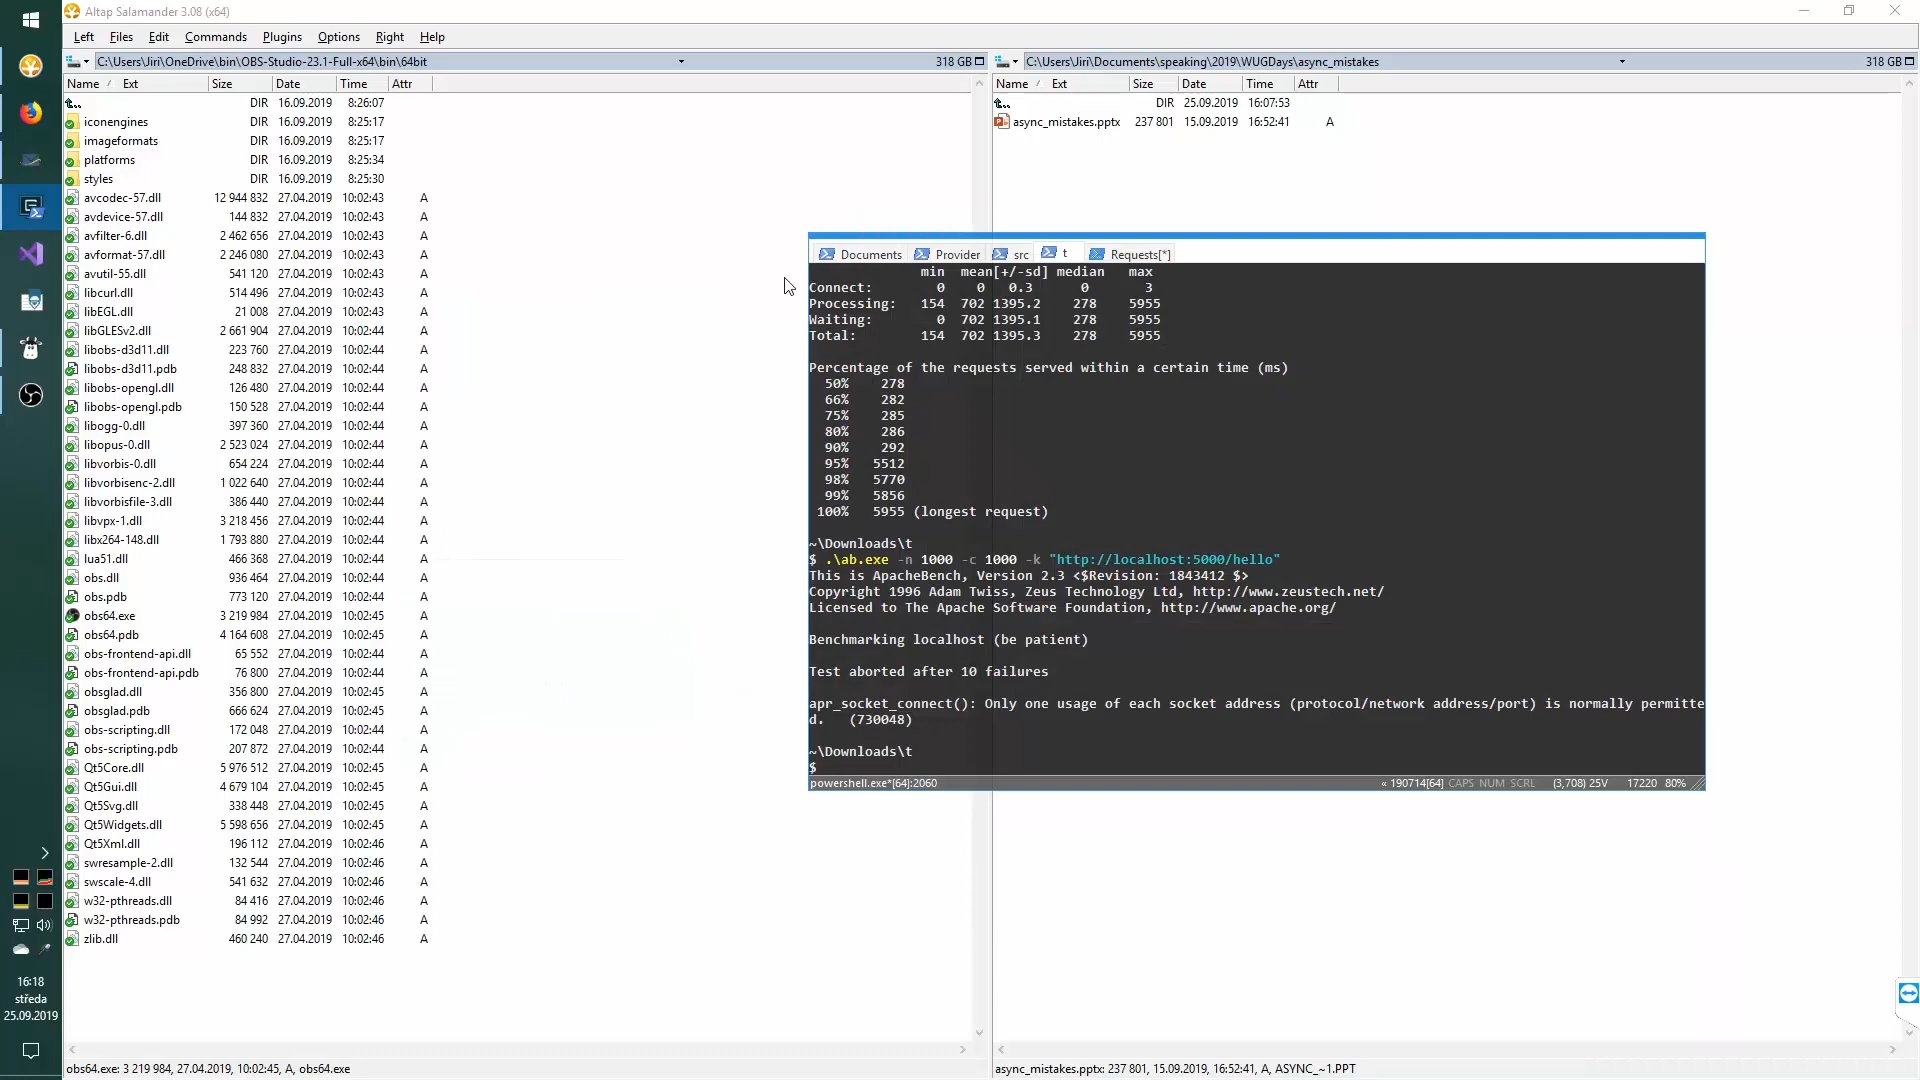 Altap Salamander 3.08 (x64)
Left Files Edit Commands Plugins Options Right Help
C:\Users\Jiri\OneDrive\bin\OBS-Studio-23.1-Full-x64\bin\64bit 318 GB
Name Ext Size Date Time Attr
.. DIR 16.09.2019 8:26:07
iconengines DIR 16.09.2019 8:25:17
imageformats DIR 16.09.2019 8:25:17
platforms DIR 16.09.2019 8:25:34
styles DIR 16.09.2019 8:25:30
avcodec-57.dll 12 944 832 27.04.2019 10:02:43 A
avdevice-57.dll 144 832 27.04.2019 10:02:43 A
avfilter-6.dll 2 462 656 27.04.2019 10:02:43 A
avformat-57.dll 2 246 080 27.04.2019 10:02:43 A
avutil-55.dll 541 120 27.04.2019 10:02:43 A
libcurl.dll 514 496 27.04.2019 10:02:43 A
libEGL.dll 21 008 27.04.2019 10:02:43 A
libGLESv2.dll 2 661 904 27.04.2019 10:02:44 A
libobs-d3d11.dll 223 760 27.04.2019 10:02:44 A
libobs-d3d11.pdb 248 832 27.04.2019 10:02:44 A
libobs-opengl.dll 126 480 27.04.2019 10:02:44 A
libobs-opengl.pdb 150 528 27.04.2019 10:02:44 A
libogg-0.dll 397 360 27.04.2019 10:02:44 A
libopus-0.dll 2 523 024 27.04.2019 10:02:44 A
libvorbis-0.dll 654 224 27.04.2019 10:02:44 A
libvorbisenc-2.dll 1 022 640 27.04.2019 10:02:44 A
libvorbisfile-3.dll 386 440 27.04.2019 10:02:44 A
libvpx-1.dll 3 218 456 27.04.2019 10:02:44 A
libx264-148.dll 1 793 880 27.04.2019 10:02:44 A
lua51.dll 466 368 27.04.2019 10:02:44 A
obs.dll 936 464 27.04.2019 10:02:44 A
obs.pdb 773 120 27.04.2019 10:02:44 A
obs64.exe 3 219 984 27.04.2019 10:02:45 A
obs64.pdb 4 164 608 27.04.2019 10:02:45 A
obs-frontend-api.dll 65 552 27.04.2019 10:02:45 A
obs-frontend-api.pdb 76 800 27.04.2019 10:02:45 A
obsglad.dll 356 800 27.04.2019 10:02:45 A
obsglad.pdb 666 624 27.04.2019 10:02:45 A
obs-scripting.dll 172 048 27.04.2019 10:02:44 A
obs-scripting.pdb 207 872 27.04.2019 10:02:44 A
Qt5Core.dll 5 976 512 27.04.2019 10:02:45 A
Qt5Gui.dll 4 679 104 27.04.2019 10:02:45 A
Qt5Svg.dll 338 448 27.04.2019 10:02:45 A
Qt5Widgets.dll 5 598 656 27.04.2019 10:02:45 A
Qt5Xml.dll 196 112 27.04.2019 10:02:46 A
swresample-2.dll 132 544 27.04.2019 10:02:46 A
swscale-4.dll 541 632 27.04.2019 10:02:46 A
w32-pthreads.dll 84 416 27.04.2019 10:02:46 A
w32-pthreads.pdb 84 992 27.04.2019 10:02:46 A
zlib.dll 460 240 27.04.2019 10:02:46 A
obs64.exe: 3 219 984, 27.04.2019, 10:02:45, A, obs64.exe
C:\Users\Jiri\Documents\speaking\2019\WUGDays\async_mistakes 318 GB
Name Ext Size Date Time Attr
.. DIR 25.09.2019 16:07:53
async_mistakes.pptx 237 801 15.09.2019 16:52:41 A
async_mistakes.pptx: 237 801, 15.09.2019, 16:52:41, A, ASYNC_~1.PPT
Documents Provider src t Requests[*]
min mean[+/-sd] median max
Connect: 0 0 0.3 0 3
Processing: 154 702 1395.2 278 5955
Waiting: 0 702 1395.1 278 5955
Total: 154 702 1395.3 278 5955
Percentage of the requests served within a certain time (ms)
50% 278
66% 282
75% 285
80% 286
90% 292
95% 5512
98% 5770
99% 5856
100% 5955 (longest request)
~\Downloads\t
$ .\ab.exe -n 1000 -c 1000 -k "http://localhost:5000/hello"
This is ApacheBench, Version 2.3 <$Revision: 1843412 $>
Copyright 1996 Adam Twiss, Zeus Technology Ltd, http://www.zeustech.net/
Licensed to The Apache Software Foundation, http://www.apache.org/
Benchmarking localhost (be patient)
Test aborted after 10 failures
apr_socket_connect(): Only one usage of each socket address (protocol/network address/port) is normally permitte
d. (730048)
~\Downloads\t
$
powershell.exe*[64]:2060 « 190714[64] CAPS NUM SCRL (3,708) 25V 17220 80%
16:18
středa
25.09.2019